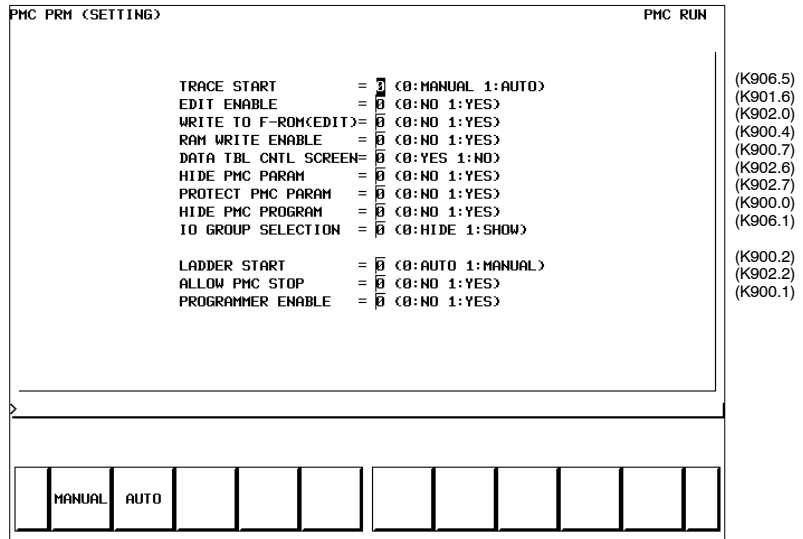 PMC PRM (SETTING) PMC RUN
TRACE START = 0 (0:MANUAL 1:AUTO) (K906.5)
EDIT ENABLE = 0 (0:NO 1:YES) (K901.6)
WRITE TO F-ROM(EDIT)= 0 (0:NO 1:YES) (K902.0)
RAM WRITE ENABLE = 0 (0:NO 1:YES) (K900.4)
DATA TBL CNTL SCREEN= 0 (0:YES 1:NO) (K900.7)
HIDE PMC PARAM = 0 (0:NO 1:YES) (K902.6)
PROTECT PMC PARAM = 0 (0:NO 1:YES) (K902.7)
HIDE PMC PROGRAM = 0 (0:NO 1:YES) (K900.0)
IO GROUP SELECTION = 0 (0:HIDE 1:SHOW) (K906.1)
LADDER START = 0 (0:AUTO 1:MANUAL) (K900.2)
ALLOW PMC STOP = 0 (0:NO 1:YES) (K902.2)
PROGRAMMER ENABLE = 0 (0:NO 1:YES) (K900.1)
>
MANUAL AUTO